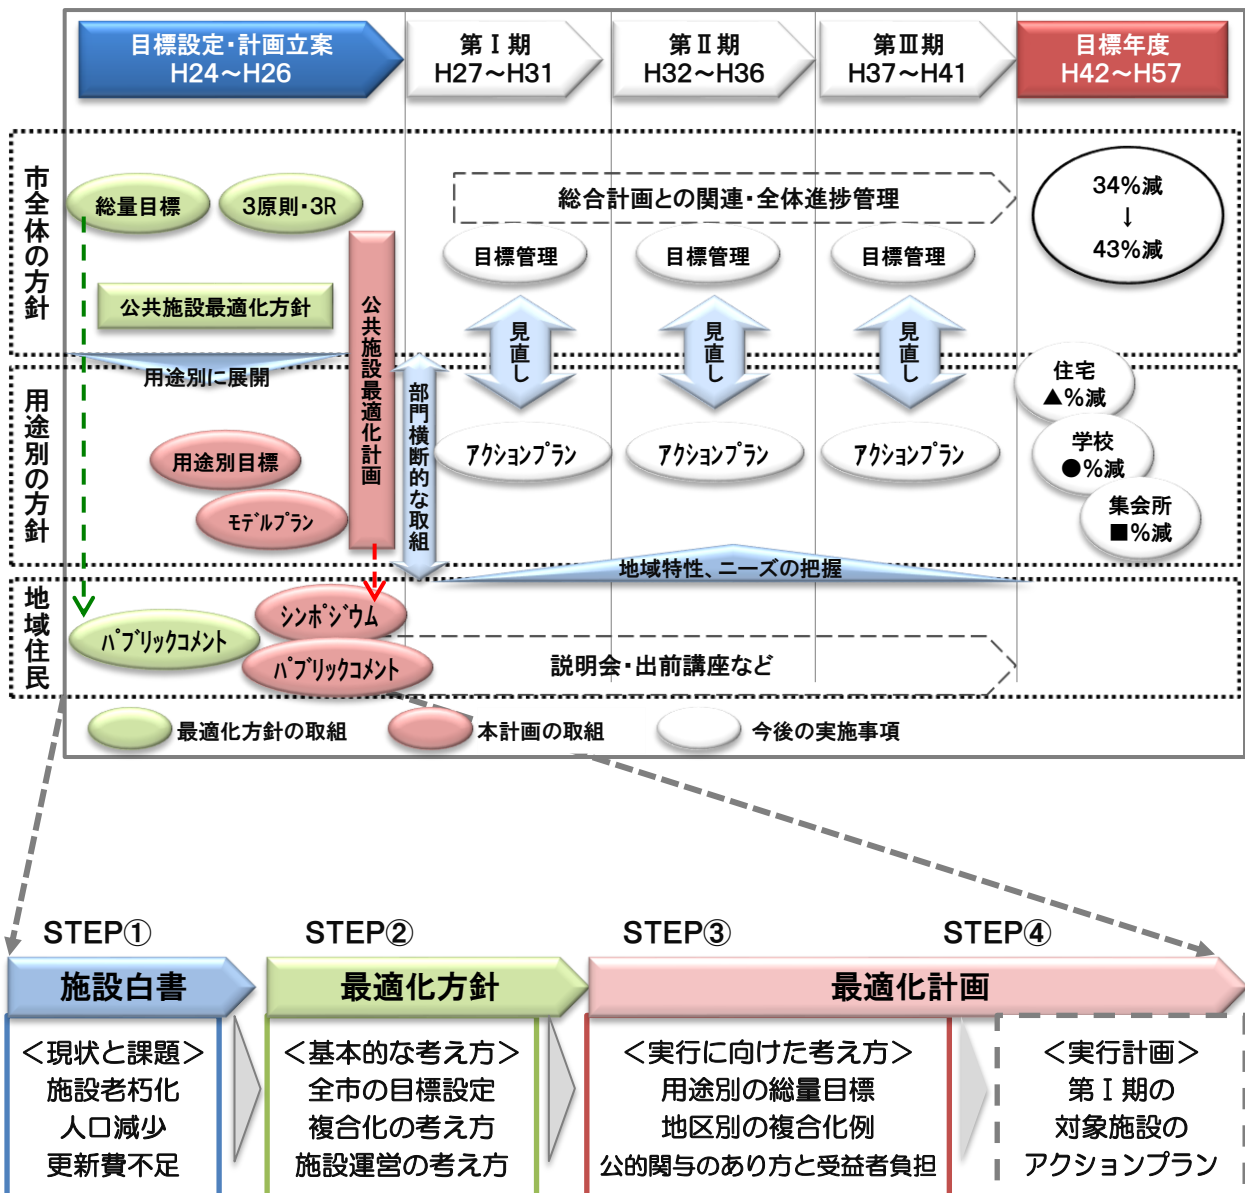 目標設定・計画立案
H24～H26
第Ⅰ期
H27～H31
第Ⅱ期
H32～H36
第Ⅲ期
H37～H41
目標年度
H42～H57
市全体の方針
総量目標
3原則・3R
公共施設最適化方針
公共施設最適化計画
総合計画との関連・全体進捗管理
目標管理
目標管理
目標管理
見直し
見直し
見直し
34%減
↓
43%減
用途別の方針
用途別に展開
用途別目標
モデルプラン
部門横断的な取組
アクションプラン
アクションプラン
アクションプラン
住宅
▲%減
学校
●%減
集会所
■%減
地域特性、ニーズの把握
地域住民
パブリックコメント
シンポジウム
パブリックコメント
説明会・出前講座など
最適化方針の取組
本計画の取組
今後の実施事項
STEP①
STEP②
STEP③
STEP④
施設白書
最適化方針
最適化計画
＜現状と課題＞
施設老朽化
人口減少
更新費不足
＜基本的な考え方＞
全市の目標設定
複合化の考え方
施設運営の考え方
＜実行に向けた考え方＞
用途別の総量目標
地区別の複合化例
公的関与のあり方と受益者負担
＜実行計画＞
第Ⅰ期の
対象施設の
アクションプラン